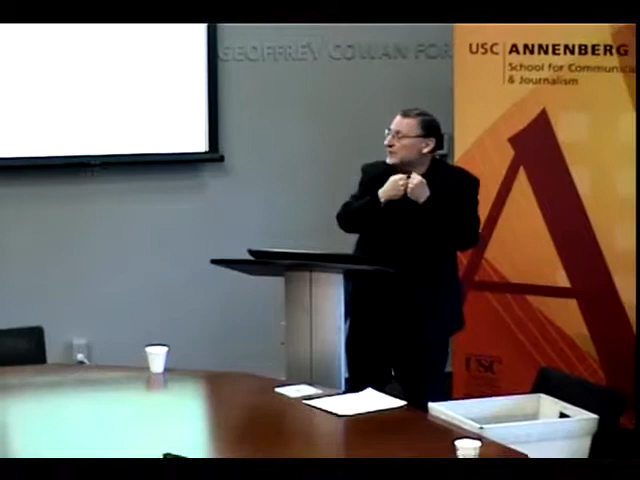 GEOFFREY COWAN FOR
USC ANNENBERG
School for Communica
& Journalism
USC